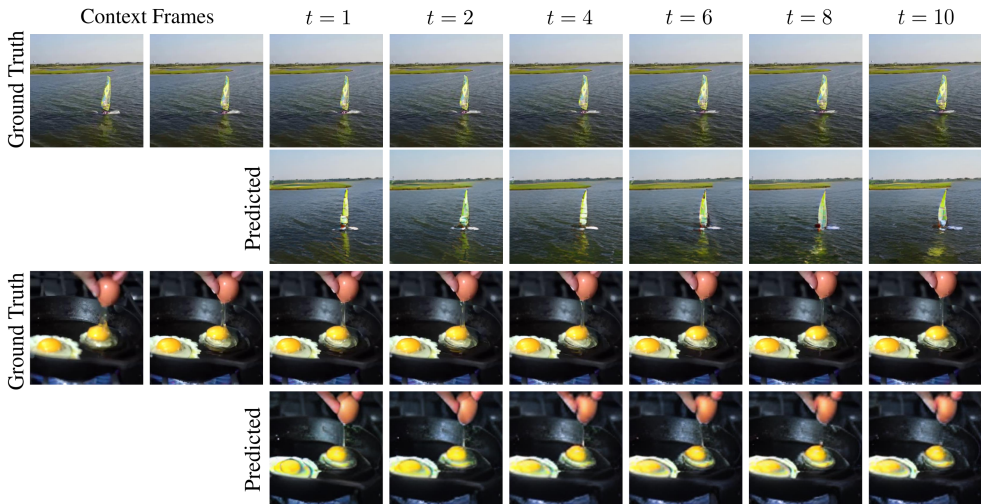 Context Frames t = 1 t = 2 t = 4 t = 6 t = 8 t = 10
Ground Truth
Predicted
Ground Truth
Predicted